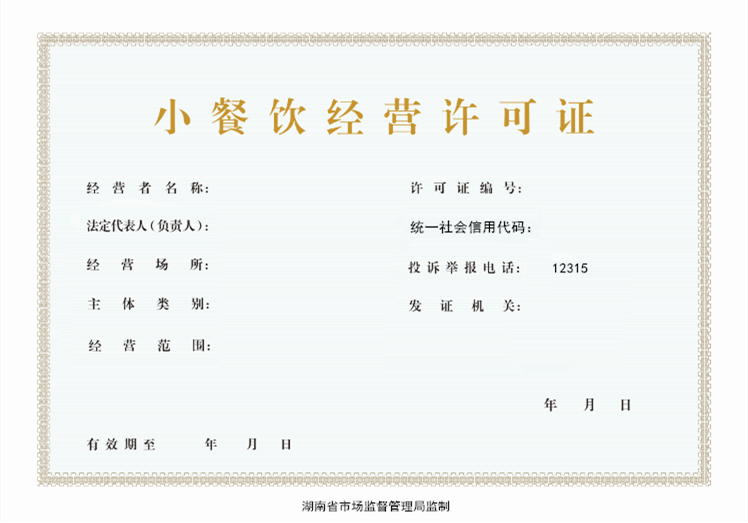 小餐饮经营许可证
经营者名称:
许可证编号:
法定代表人(负责人):
统一社会信用代码:
经营场所:
投诉举报电话: 12315
主体类别:
发证机关:
经营范围:
年 月 日
有效期至 年 月 日
湖南省市场监督管理局监制